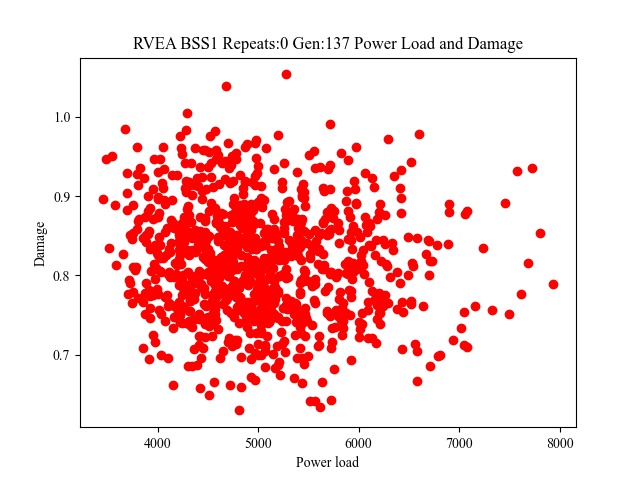 RVEA BSS1 Repeats:0 Gen:137 Power Load and Damage
1.0
0.9
0.8
0.7
Damage
4000 5000 6000 7000 8000
Power load